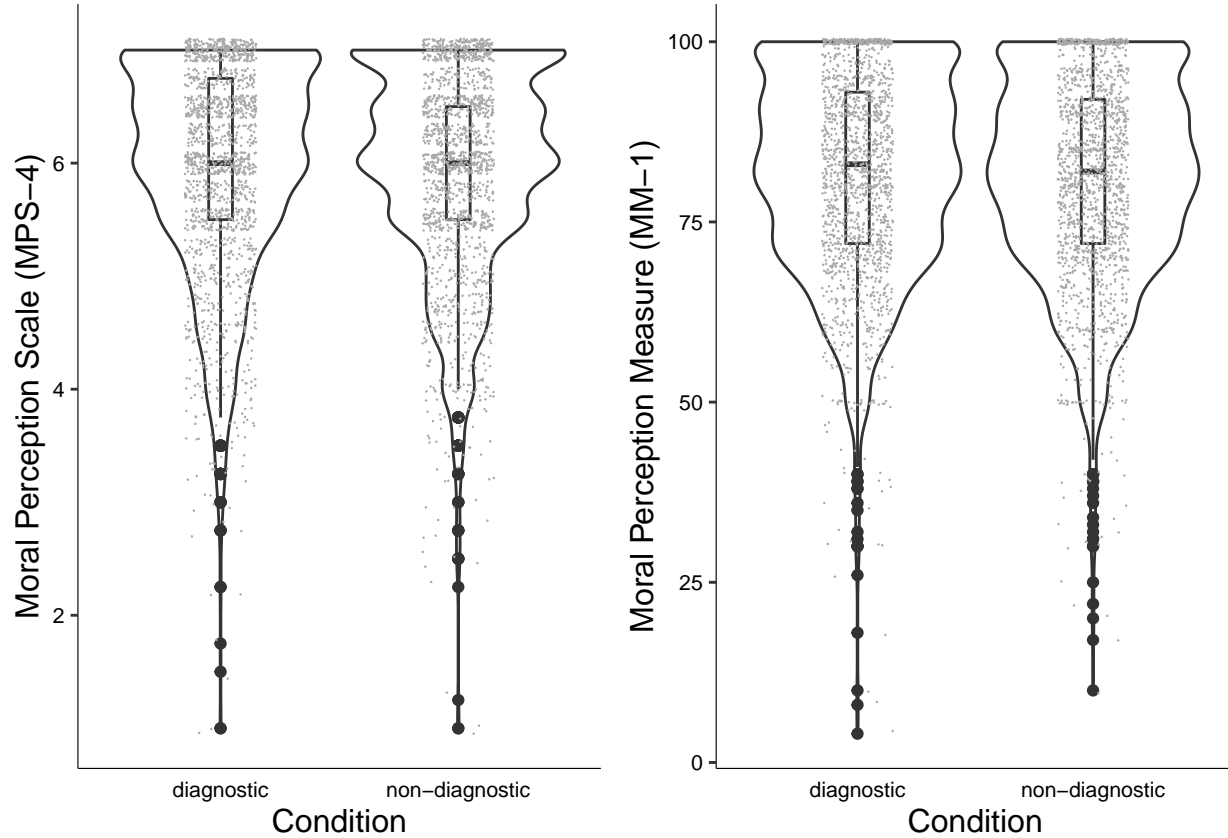 Moral Perception Scale (MPS−4)
6
4
2
diagnostic
non−diagnostic
Condition
Moral Perception Measure (MM−1)
100
75
50
25
0
diagnostic
non−diagnostic
Condition